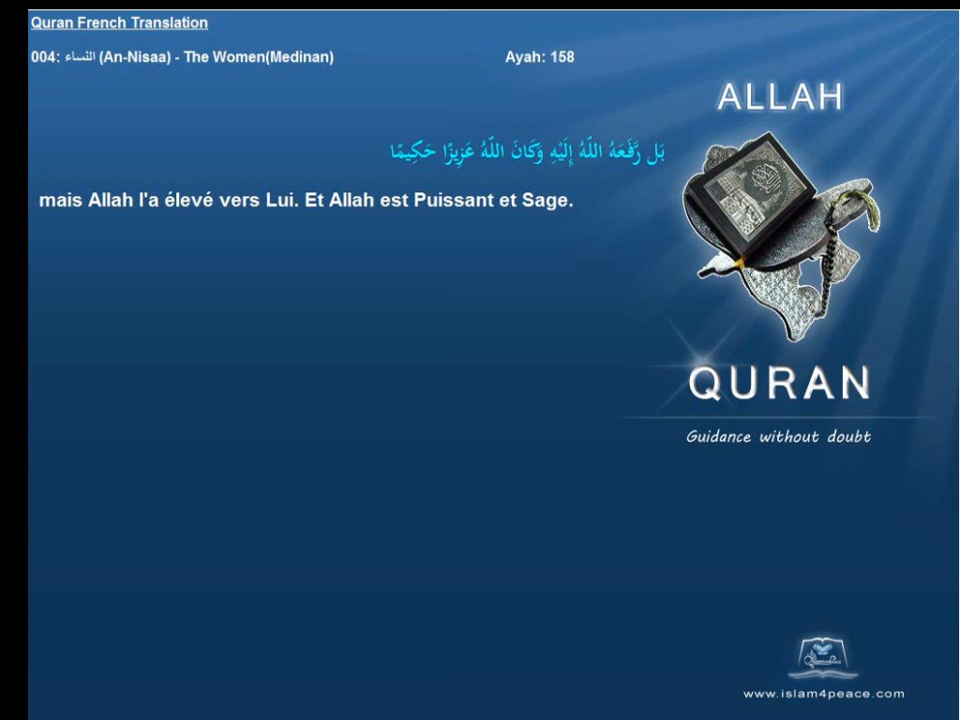 Quran French Translation
004: النساء (An-Nisaa) - The Women(Medinan) Ayah: 158
ALLAH
بَل رَّفَعَهُ اللّهُ إِلَيْهِ وَكَانَ اللّهُ عَزِيزًا حَكِيمًا
mais Allah l'a élevé vers Lui. Et Allah est Puissant et Sage.
QURAN
Guidance without doubt
www.islam4peace.com